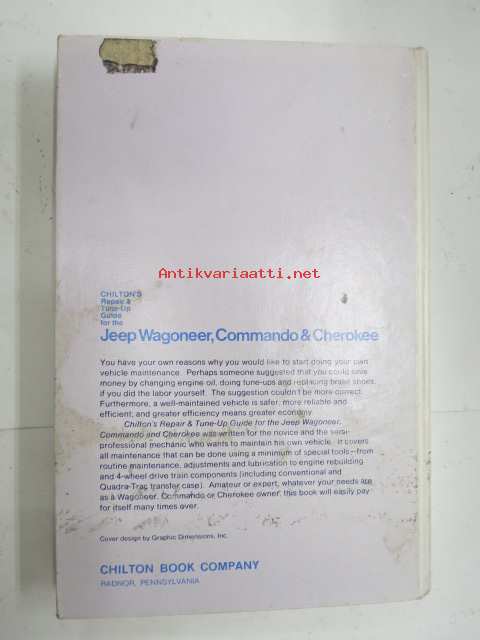 Antikvariaatti.net
CHILTON'S
Repair &
Tune-Up
Guide
for the
Jeep Wagoneer, Commando & Cherokee
You have your own reasons why you would like to start doing your own
vehicle maintenance. Perhaps someone suggested that you could save
money by changing engine oil, doing tune-ups and replacing brake shoes,
if you did the labor yourself. The suggestion couldn't be more correct.
Furthermore, a well-maintained vehicle is safer, more reliable and
efficient; and greater efficiency means greater economy.
Chilton's Repair & Tune-Up Guide for the Jeep Wagoneer,
Commando and Cherokee was written for the novice and the semi-
professional mechanic who wants to maintain his own vehicle. It covers
all maintenance that can be done using a minimum of special tools—from
routine maintenance, adjustments and lubrication to engine rebuilding
and 4-wheel drive train components (including conventional and
Quadra-Trac transfer case). Amateur or expert, whatever your needs are
as a Wagoneer, Commando or Cherokee owner, this book will easily pay
for itself many times over.
Cover design by Graphic Dimensions, Inc.
CHILTON BOOK COMPANY
RADNOR, PENNSYLVANIA